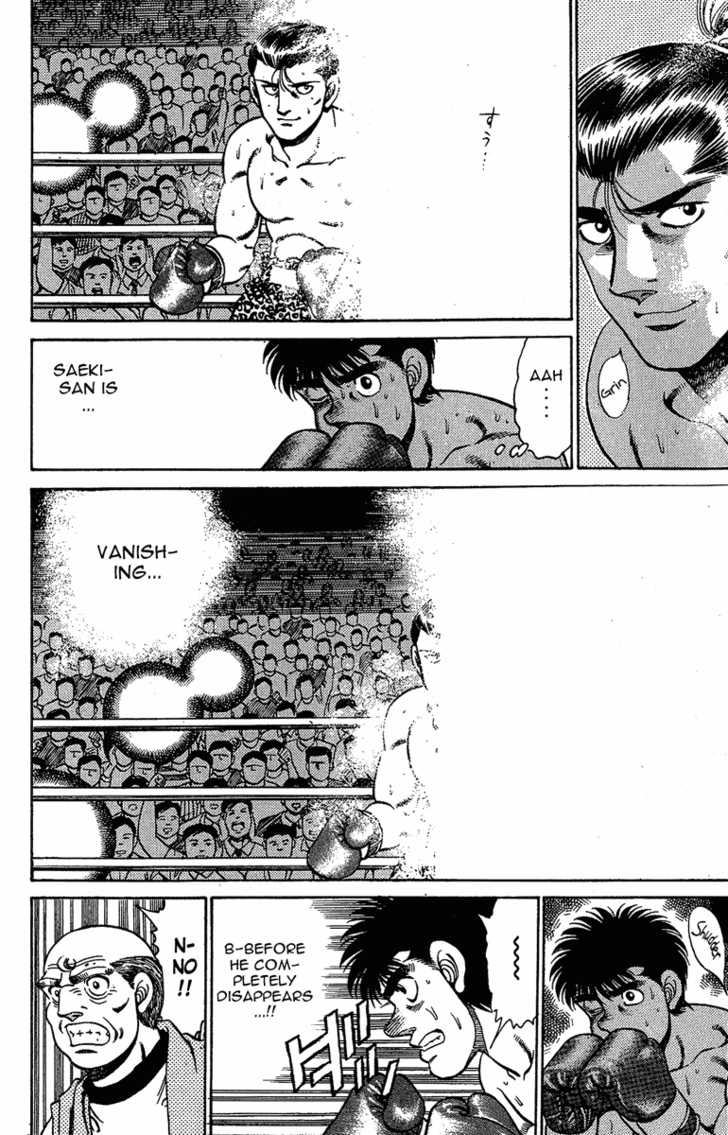 Grin
すぅ…
AAH
....
SAEKI-
SAN IS
...
VANISH-
ING...
Shudder
B-BEFORE
HE COM-
PLETELY
DISAPPEARS
...!!
N-
NO
!!